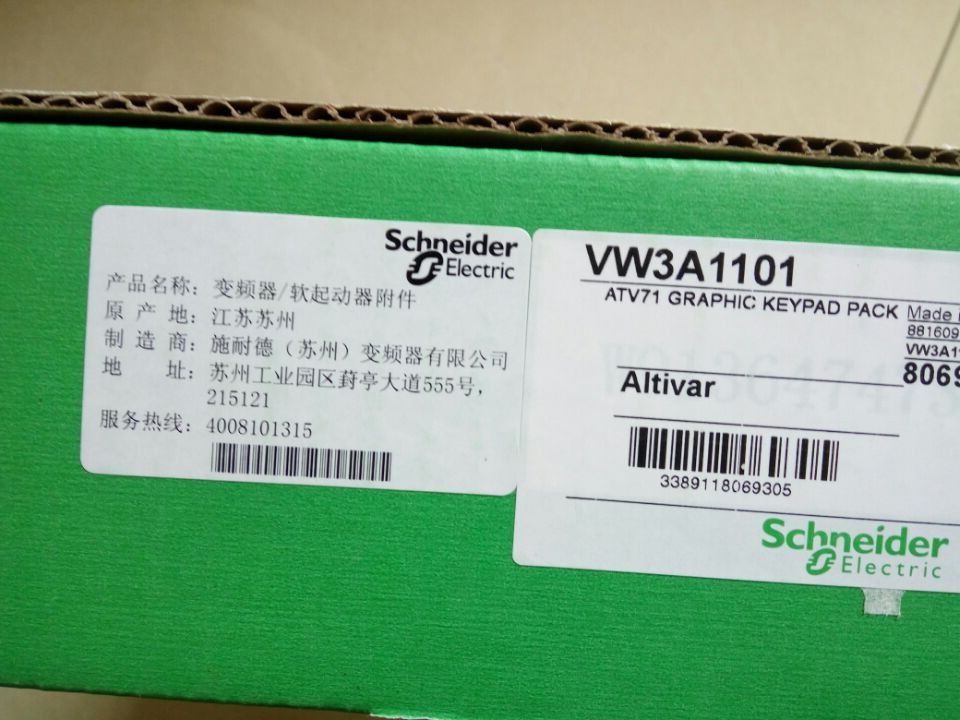 Schneider
Electric
产品名称：变频器/软起动器附件
原 产 地：江苏苏州
制 造 商：施耐德（苏州）变频器有限公司
地 址：苏州工业园区葑亭大道555号，
215121
服务热线：4008101315
VW3A1101
ATV71 GRAPHIC KEYPAD PACK
Made
881609
VW3A1
8069
Altivar
3389118069305
Schneider
Electric